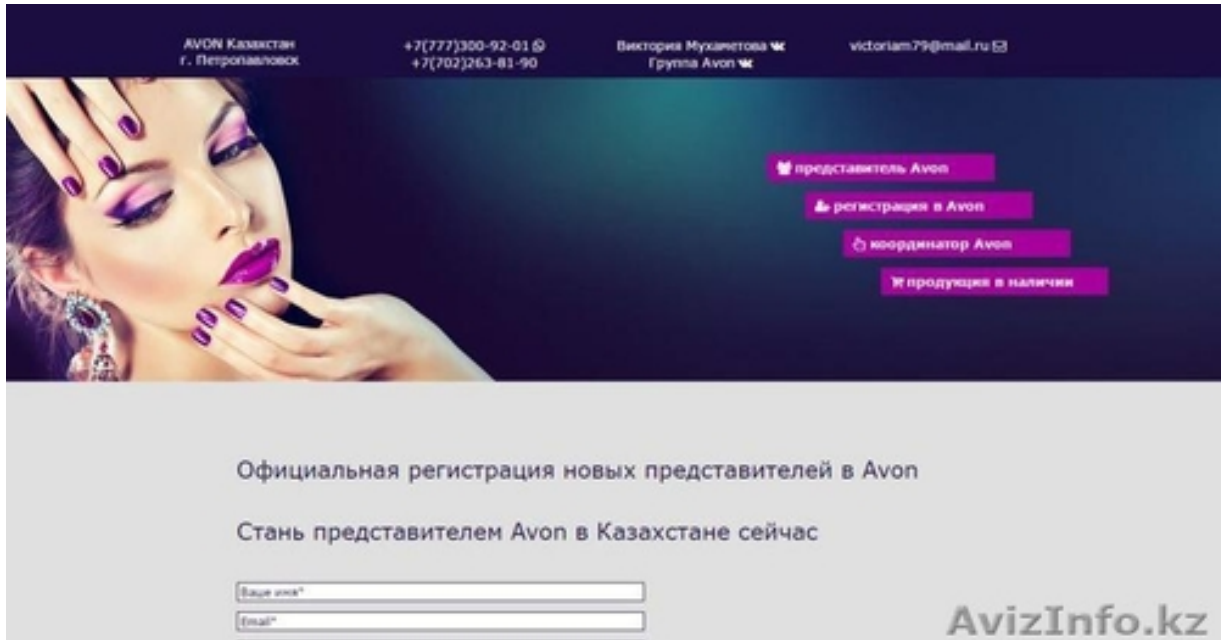 AVON Казахстан
г. Петропавловск
+7(777)300-92-01
+7(702)263-81-90
Виктория Мухаметова
Группа Avon
victoriam79@mail.ru
представитель Avon
регистрация в Avon
координатор Avon
продукция в наличии
Официальная регистрация новых представителей в Avon
Стань представителем Avon в Казахстане сейчас
Ваше имя*
Email*
AvizInfo.kz